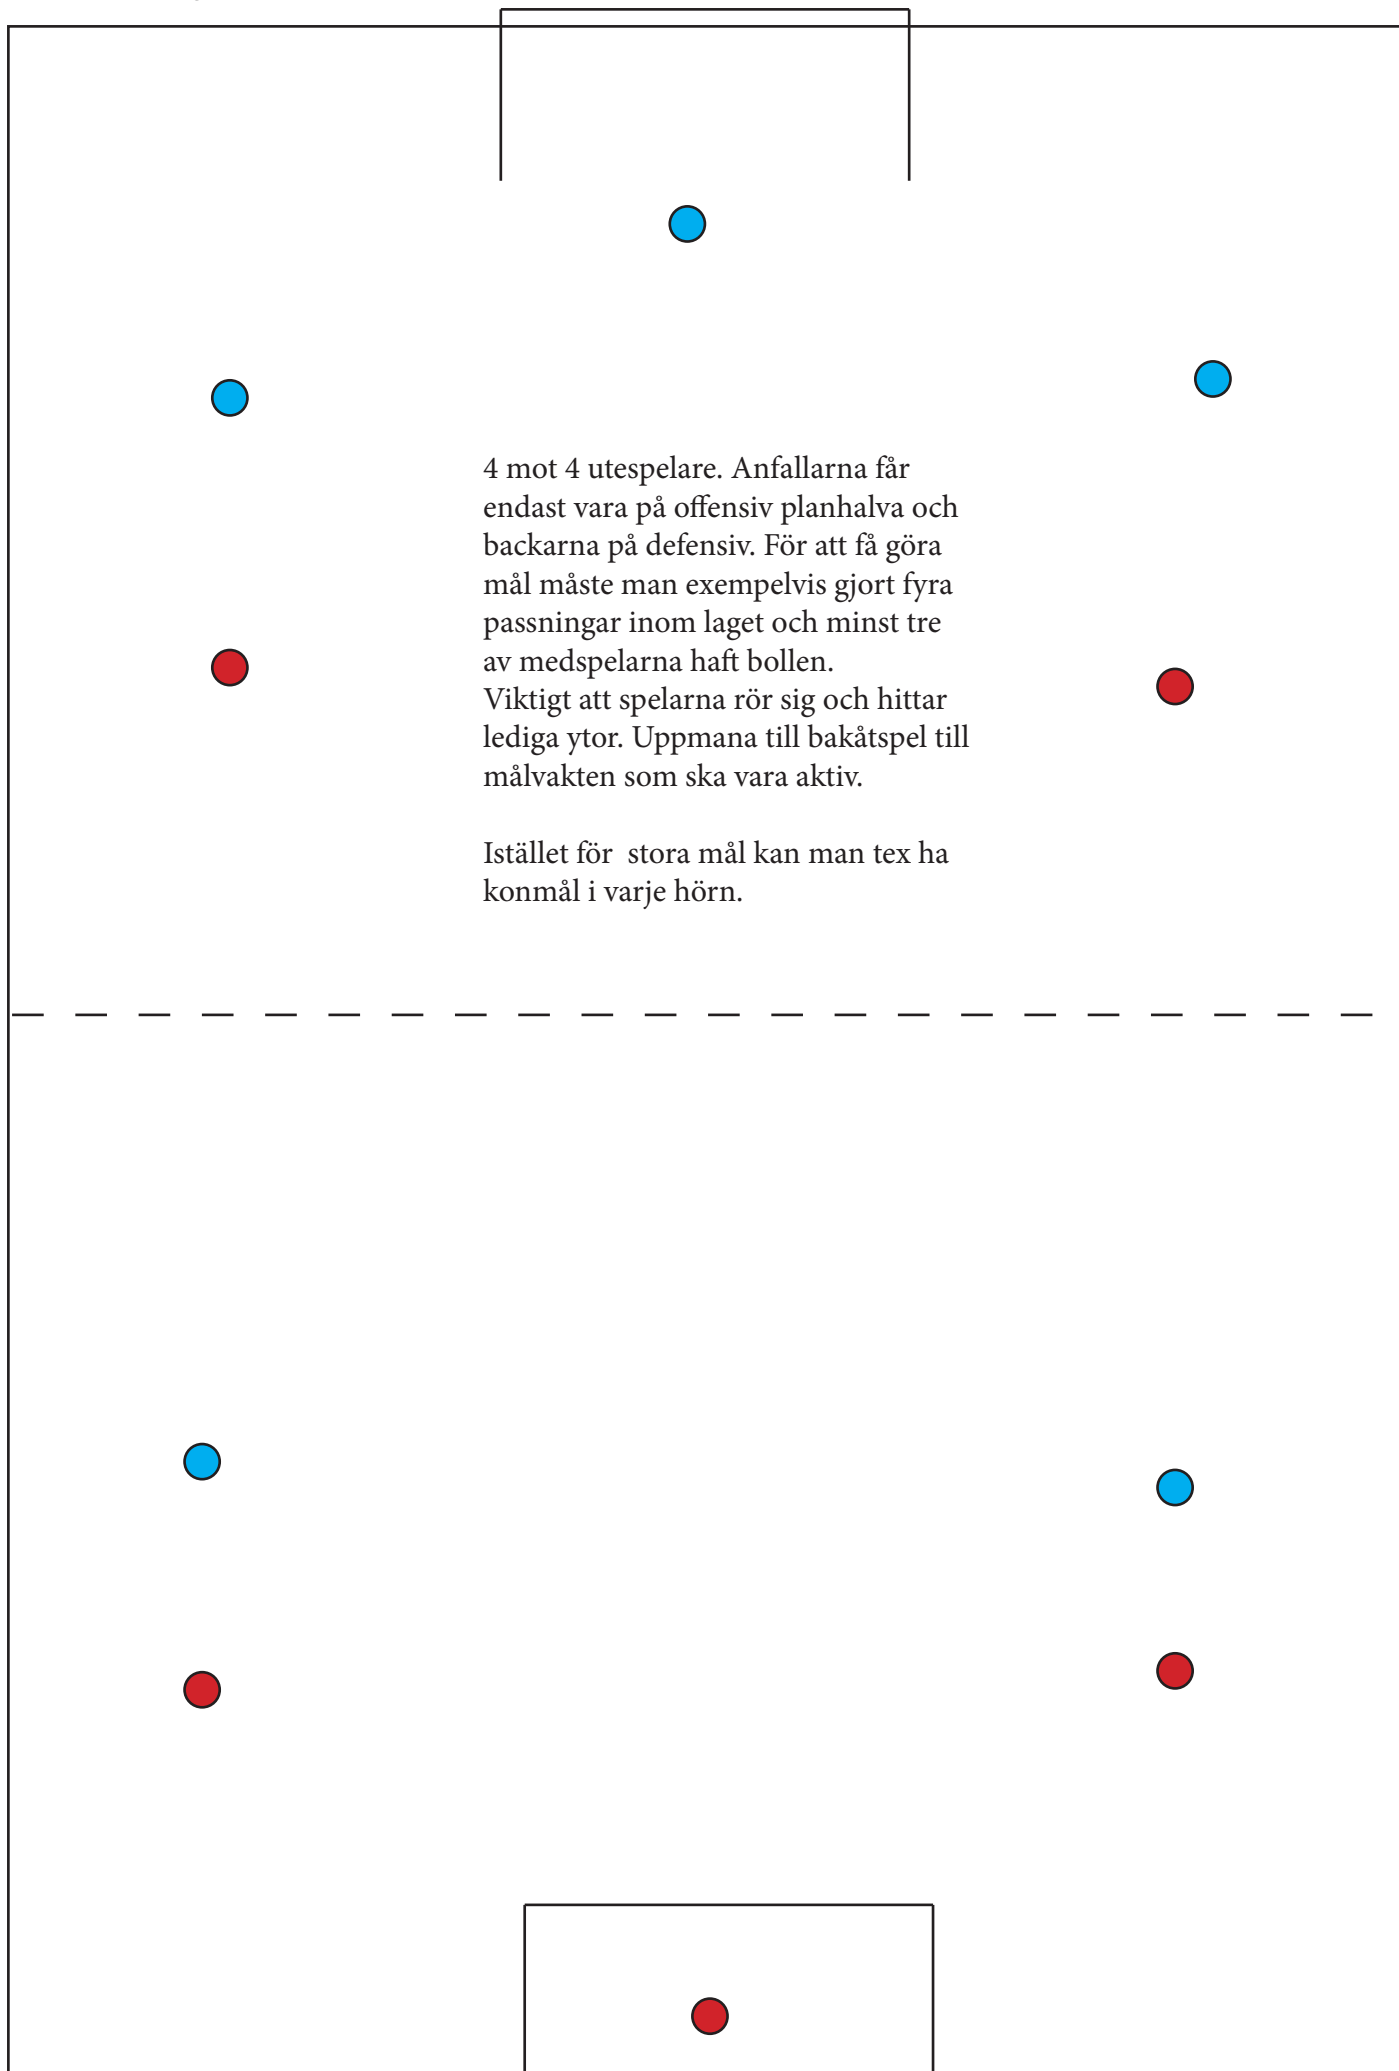 4 mot 4 utespelare. Anfallarna får
endast vara på offensiv planhalva och
backarna på defensiv. För att få göra
mål måste man exempelvis gjort fyra
passningar inom laget och minst tre
av medspelarna haft bollen.
Viktigt att spelarna rör sig och hittar
lediga ytor. Uppmana till bakåtspel till
målvakten som ska vara aktiv.
Istället för  stora mål kan man tex ha
konmål i varje hörn.